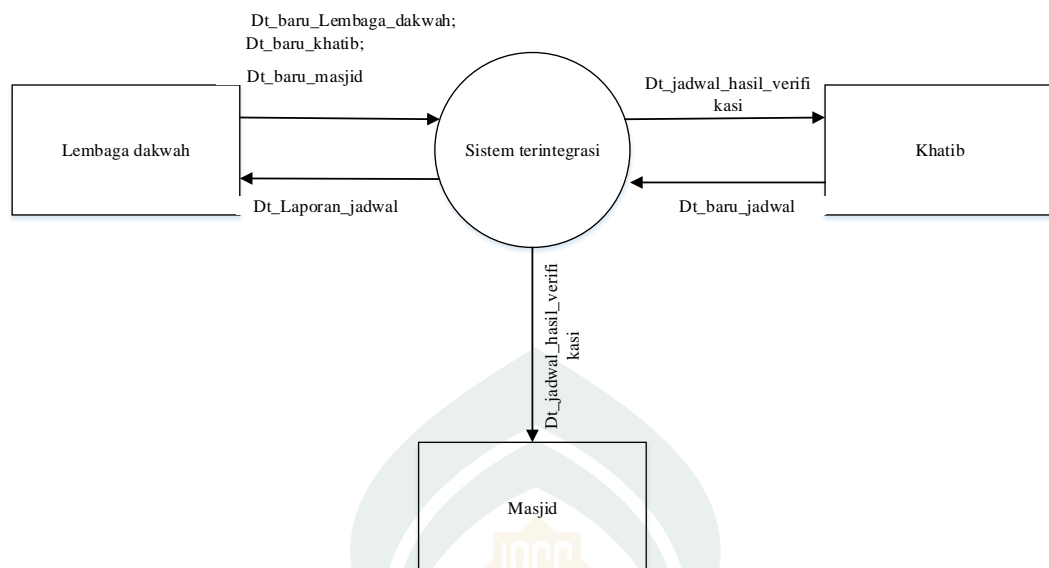 Dt_baru_Lembaga_dakwah;
Dt_baru_khatib;
Dt_baru_masjid
Dt_jadwal_hasil_verifi
kasi
Lembaga dakwah
Sistem terintegrasi
Khatib
Dt_Laporan_jadwal
Dt_baru_jadwal
Dt_jadwal_hasil_verifi
kasi
Masjid